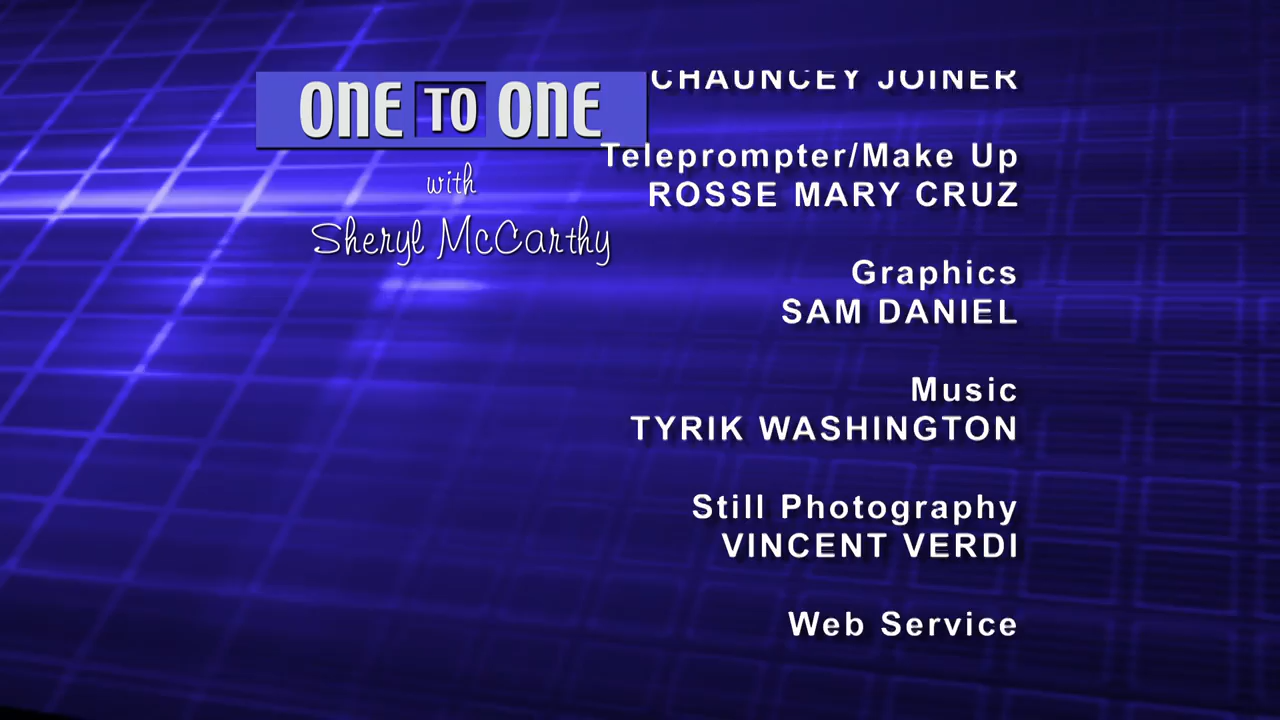 ONE TO ONE
with
Sheryl McCarthy
CHAUNCEY JOINER
Teleprompter/Make Up
ROSSE MARY CRUZ
Graphics
SAM DANIEL
Music
TYRIK WASHINGTON
Still Photography
VINCENT VERDI
Web Service